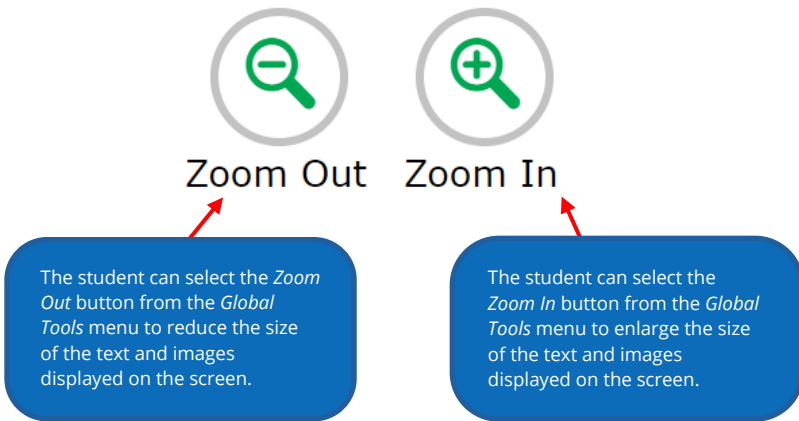 Zoom Out
Zoom In
The student can select the Zoom
Out button from the Global
Tools menu to reduce the size
of the text and images
displayed on the screen.
The student can select the
Zoom In button from the Global
Tools menu to enlarge the size
of the text and images
displayed on the screen.